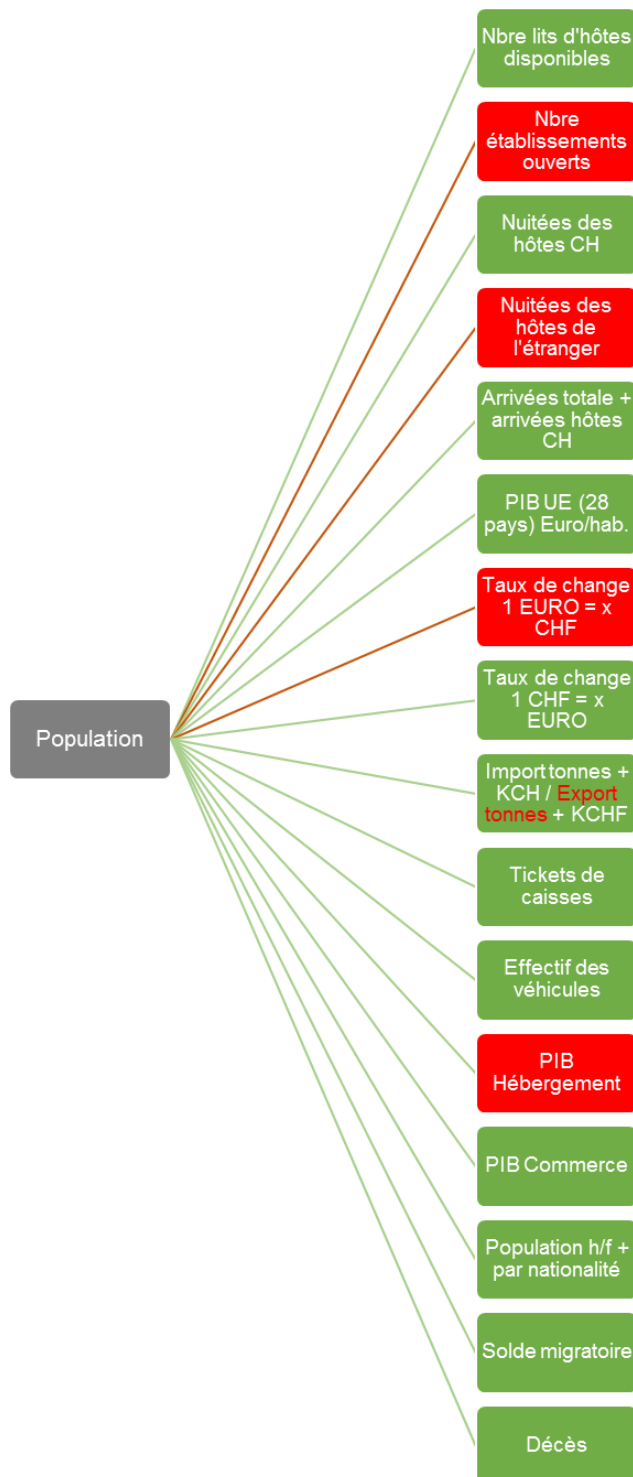 Nbre lits d'hôtes
disponibles
Nbre
établissements
ouverts
Nuitées des
hôtes CH
Nuitées des
hôtes de
l'étranger
Arrivées totale +
arrivées hôtes
CH
PIB UE (28
pays) Euro/hab.
Taux de change
1 EURO = x
CHF
Population
Taux de change
1 CHF = x
EURO
Import tonnes +
KCH / Export
tonnes + KCHF
Tickets de
caisses
Effectif des
véhicules
PIB
Hébergement
PIB Commerce
Population h/f +
par nationalité
Solde migratoire
Décès